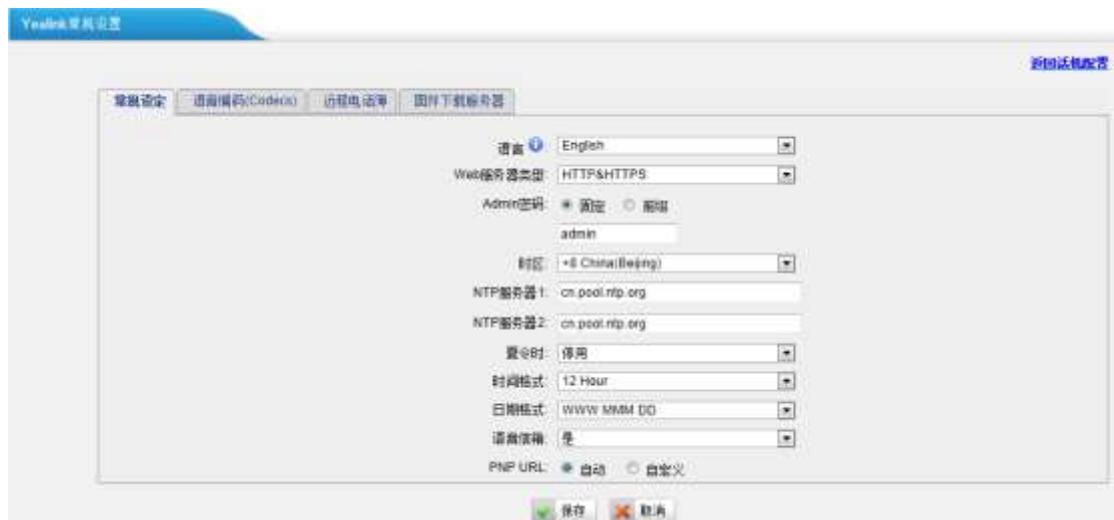 Yealink常规设置
返回话机配置
常规设定 语音编码(Codecs) 远程电话簿 固件下载服务器
语言 English
Web服务器类型: HTTP&HTTPS
Admin密码: 固定 前缀
admin
时区: +8 China(Beijing)
NTP服务器1: cn.pool.ntp.org
NTP服务器2: cn.pool.ntp.org
夏令时: 停用
时间格式: 12 Hour
日期格式: WWW MMM DD
语音信箱: 是
PNP URL: 自动 自定义
保存 取消